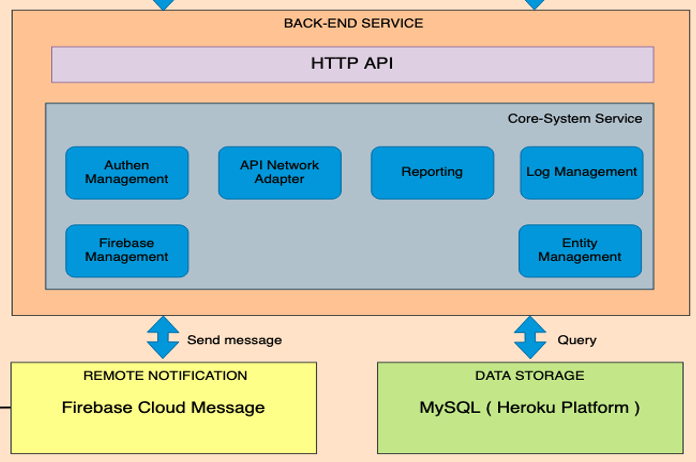 BACK-END SERVICE
HTTP API
Core-System Service
Authen
Management
API Network
Adapter
Reporting
Log Management
Firebase
Management
Entity
Management
Send message
Query
REMOTE NOTIFICATION
Firebase Cloud Message
DATA STORAGE
MySQL ( Heroku Platform )